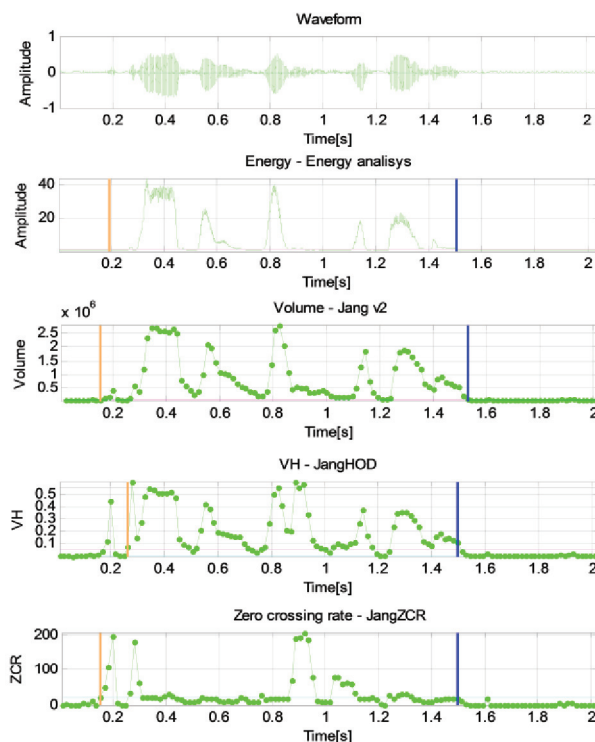 Waveform
1
0
-1
Amplitude
0.2 0.4 0.6 0.8 1 1.2 1.4 1.6 1.8 2
Time[s]
Energy - Energy analisys
40
20
Amplitude
0.2 0.4 0.6 0.8 1 1.2 1.4 1.6 1.8 2
Time[s]
Volume - Jang v2
x 10^6
2.5
2
1.5
1
0.5
Volume
0.2 0.4 0.6 0.8 1 1.2 1.4 1.6 1.8 2
Time[s]
VH - JangHOD
0.5
0.4
0.3
0.2
0.1
VH
0.2 0.4 0.6 0.8 1 1.2 1.4 1.6 1.8 2
Time[s]
Zero crossing rate - JangZCR
200
100
0
ZCR
0.2 0.4 0.6 0.8 1 1.2 1.4 1.6 1.8 2
Time[s]